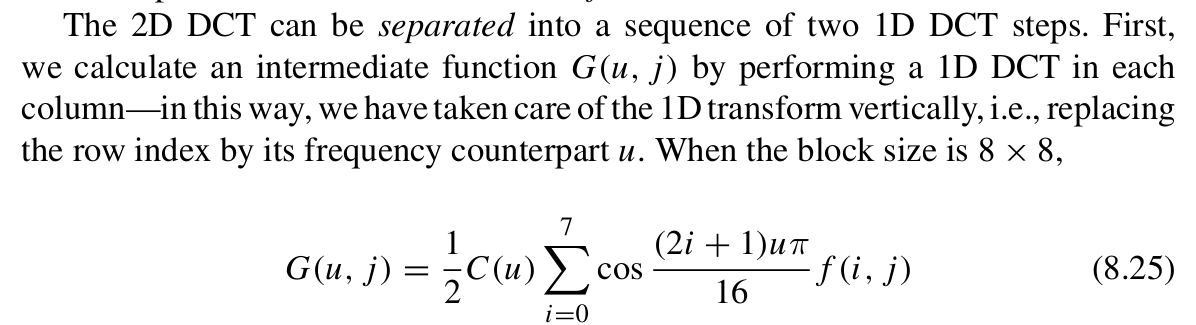 The 2D DCT can be separated into a sequence of two 1D DCT steps. First,
we calculate an intermediate function G(u, j) by performing a 1D DCT in each
column—in this way, we have taken care of the 1D transform vertically, i.e., replacing
the row index by its frequency counterpart u. When the block size is 8 × 8,
G(u, j) = \frac{1}{2} C(u) \sum_{i=0}^{7} \cos \frac{(2i + 1)uπ}{16} f(i, j) (8.25)